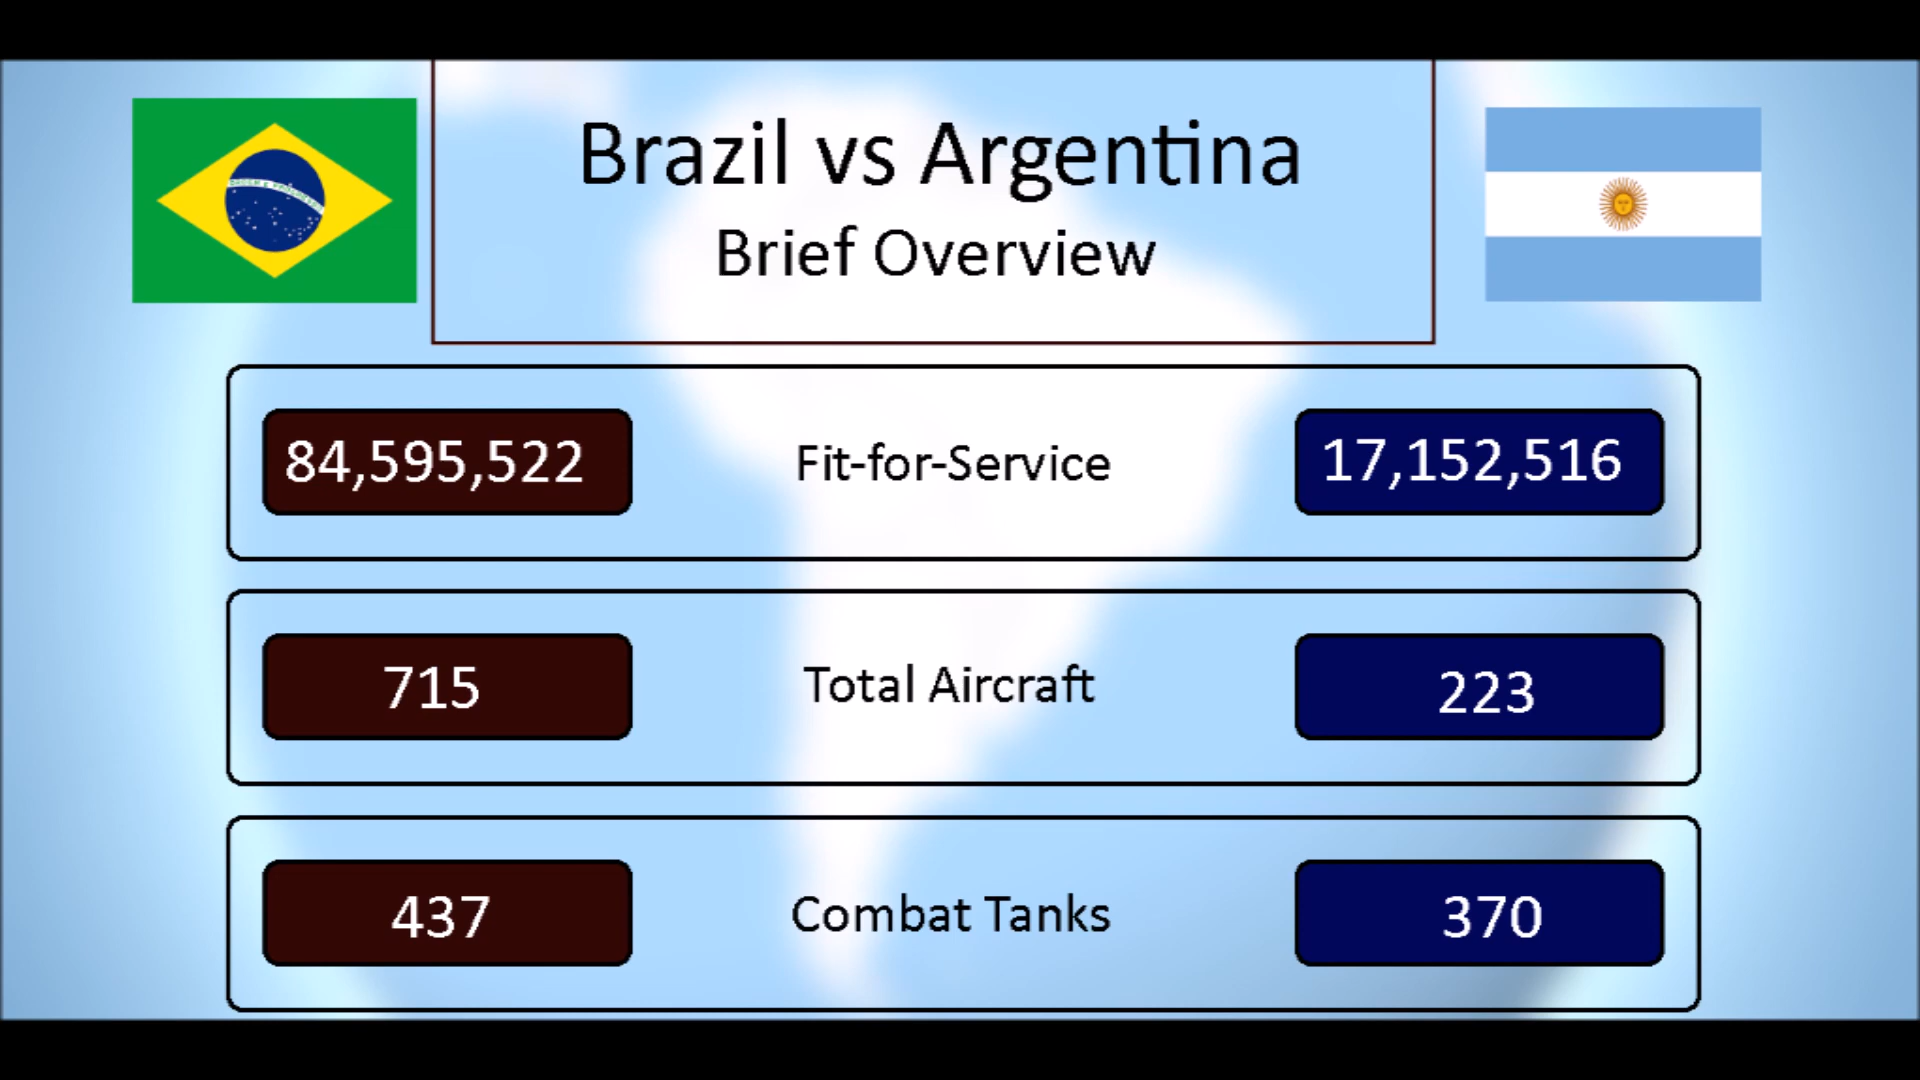 Brazil vs Argentina
Brief Overview
84,595,522 Fit-for-Service 17,152,516
715 Total Aircraft 223
437 Combat Tanks 370